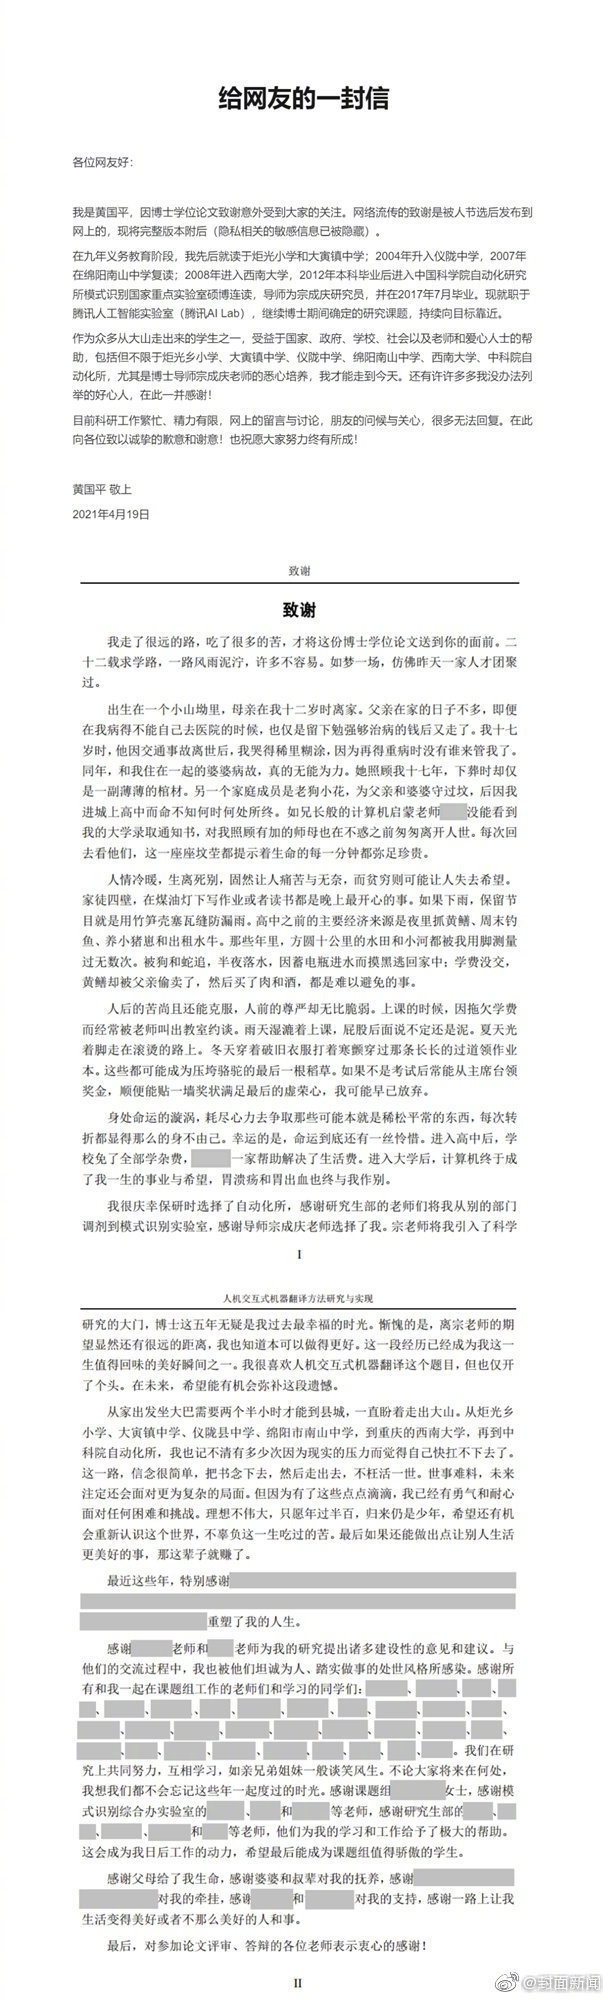 给网友的一封信
各位网友好：
我是黄国平，因博士学位论文致谢意外受到大家的关注。网络流传的致谢是被人节选后发布到
网上的，现将完整版本附后（隐私相关的敏感信息已被隐藏）。
在九年义务教育阶段，我先后就读于炬光小学和大寅镇中学；2004年升入仪陇中学，2007年
在绵阳南山中学复读；2008年进入西南大学，2012年本科毕业后进入中国科学院自动化研究
所模式识别国家重点实验室硕博连读，导师为宗成庆研究员，并在2017年7月毕业。现就职于
腾讯人工智能实验室（腾讯AI Lab），继续博士期间确定的研究课题，持续向目标靠近。
作为众多从大山走出来的学生之一，受益于国家、政府、学校、社会以及老师和爱心人士的帮
助，包括但不限于炬光乡小学、大寅镇中学、仪陇中学、绵阳南山中学、西南大学、中科院自
动化所，尤其是博士导师宗成庆老师的悉心培养，我才能走到今天。还有许许多多我没办法列
举的好心人，在此一并感谢！
目前科研工作繁忙、精力有限，网上的留言与讨论，朋友的问候与关心，很多无法回复。在此
向各位致以诚挚的歉意和谢意！也祝愿大家努力终有所成！
黄国平 敬上
2021年4月19日
致谢
致谢
我走了很远的路，吃了很多的苦，才将这份博士学位论文送到你的面前。二
十二载求学路，一路风雨泥泞，许多不容易。如梦一场，仿佛昨天一家人才团聚
过。
出生在一个小山坳里，母亲在我十二岁时离家。父亲在家的日子不多，即便
在我病得不能自己去医院的时候，也仅是留下勉强够治病的钱后又走了。我十七
岁时，他因交通事故离世后，我哭得稀里糊涂，因为再得重病时没有谁来管我了。
同年，和我住在一起的婆婆病故，真的无能为力。她照顾我十七年，下葬时却仅
是一副薄薄的棺材。另一个家庭成员是老狗小花，为父亲和婆婆守过坟，后因我
进城上高中而命不知何时何处所终。如兄长般的计算机启蒙老师没能看到
我的大学录取通知书，对我照顾有加的师母也在不惑之前匆匆离开人世。每次回
去看他们，这一座座坟茔都提示着生命的每一分钟都弥足珍贵。
人情冷暖，生离死别，固然让人痛苦与无奈，而贫穷则可能让人失去希望。
家徒四壁，在煤油灯下写作业或者读书都是晚上最开心的事。如果下雨，保留节
目就是用竹笋壳塞瓦缝防漏雨。高中之前的主要经济来源是夜里抓黄鳝、周末钓
鱼、养小猪崽和出租水牛。那些年里，方圆十公里的水田和小河都被我用脚测量
过无数次。被狗和蛇追，半夜落水，因蓄电瓶进水而摸黑逃回家中；学费没交，
黄鳝却被父亲偷卖了，然后买了肉和酒，都是难以避免的事。
人后的苦尚且还能克服，人前的尊严却无比脆弱。上课的时候，因拖欠学费
而经常被老师叫出教室约谈。雨天湿漉着上课，屁股后面说不定还是泥。夏天光
着脚走在滚烫的路上。冬天穿着破旧衣服打着寒颤穿过那条长长的过道领作业
本。这些都可能成为压垮骆驼的最后一根稻草。如果不是考试后常能从主席台领
奖金，顺便能贴一墙奖状满足最后的虚荣心，我可能早已放弃。
身处命运的漩涡，耗尽心力去争取那些可能本就是稀松平常的东西，每次转
折都显得那么的身不由己。幸运的是，命运到底还有一丝怜惜。进入高中后，学
校免了全部学杂费，一家帮助解决了生活费。进入大学后，计算机终于成
了我一生的事业与希望，胃溃疡和胃出血也终与我作别。
我很庆幸保研时选择了自动化所，感谢研究生部的老师们将我从别的部门
调剂到模式识别实验室，感谢导师宗成庆老师选择了我。宗老师将我引入了科学
I
人机交互式机器翻译方法研究与实现
研究的大门，博士这五年无疑是我过去最幸福的时光。惭愧的是，离宗老师的期
望显然还有很远的距离，我也知道本可以做得更好。这一段经历已经成为我这一
生值得回味的美好瞬间之一。我很喜欢人机交互式机器翻译这个题目，但也仅开
了个头。在未来，希望能有机会弥补这段遗憾。
从家出发坐大巴需要两个半小时才能到县城，一直盼着走出大山。从炬光乡
小学、大寅镇中学、仪陇县中学、绵阳市南山中学，到重庆的西南大学，再到中
科院自动化所，我也记不清有多少次因为现实的压力而觉得自己快扛不下去了。
这一路，信念很简单，把书念下去，然后走出去，不枉活一世。世事难料，未来
注定还会面对更为复杂的局面。但因为有了这些点点滴滴，我已经有勇气和耐心
面对任何困难和挑战。理想不伟大，只愿年过半百，归来仍是少年，希望还有机
会重新认识这个世界，不辜负这一生吃过的苦。最后如果还能做出点让别人生活
更美好的事，那这辈子就赚了。
最近这些年，特别感谢
重塑了我的人生。
感谢老师和老师为我的研究提出诸多建设性的意见和建议。与
他们的交流过程中，我也被他们坦诚为人、踏实做事的处世风格所感染。感谢所
有和我一起在课题组工作的老师们和学习的同学们：、、、
、、、、、、、、
、、、、、、、
、、、、、、、、。我们在研
究上共同努力，互相学习，如亲兄弟姐妹一般谈笑风生。不论大家将来在何处，
我想我们都不会忘记这些年一起度过的时光。感谢课题组女士，感谢模
式识别综合办实验室的、和等老师，感谢研究生部的、
、、和等老师，他们为我的学习和工作给予了极大的帮助。
这会成为我日后工作的动力，希望最后能成为课题组值得骄傲的学生。
感谢父母给了我生命，感谢婆婆和叔辈对我的抚养，感谢
对我的牵挂，感谢和对我的支持，感谢一路上让我
生活变得美好或者不那么美好的人和事。
最后，对参加论文评审、答辩的各位老师表示衷心的感谢！
II
@封面新闻